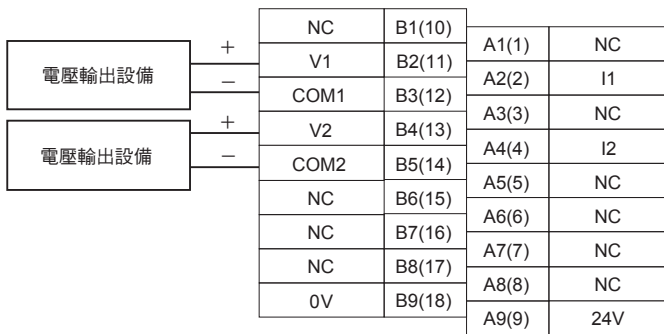 電壓輸出設備
+
−
電壓輸出設備
+
−
NC B1(10)
V1 B2(11)
COM1 B3(12)
V2 B4(13)
COM2 B5(14)
NC B6(15)
NC B7(16)
NC B8(17)
0V B9(18)
A1(1) NC
A2(2) I1
A3(3) NC
A4(4) I2
A5(5) NC
A6(6) NC
A7(7) NC
A8(8) NC
A9(9) 24V